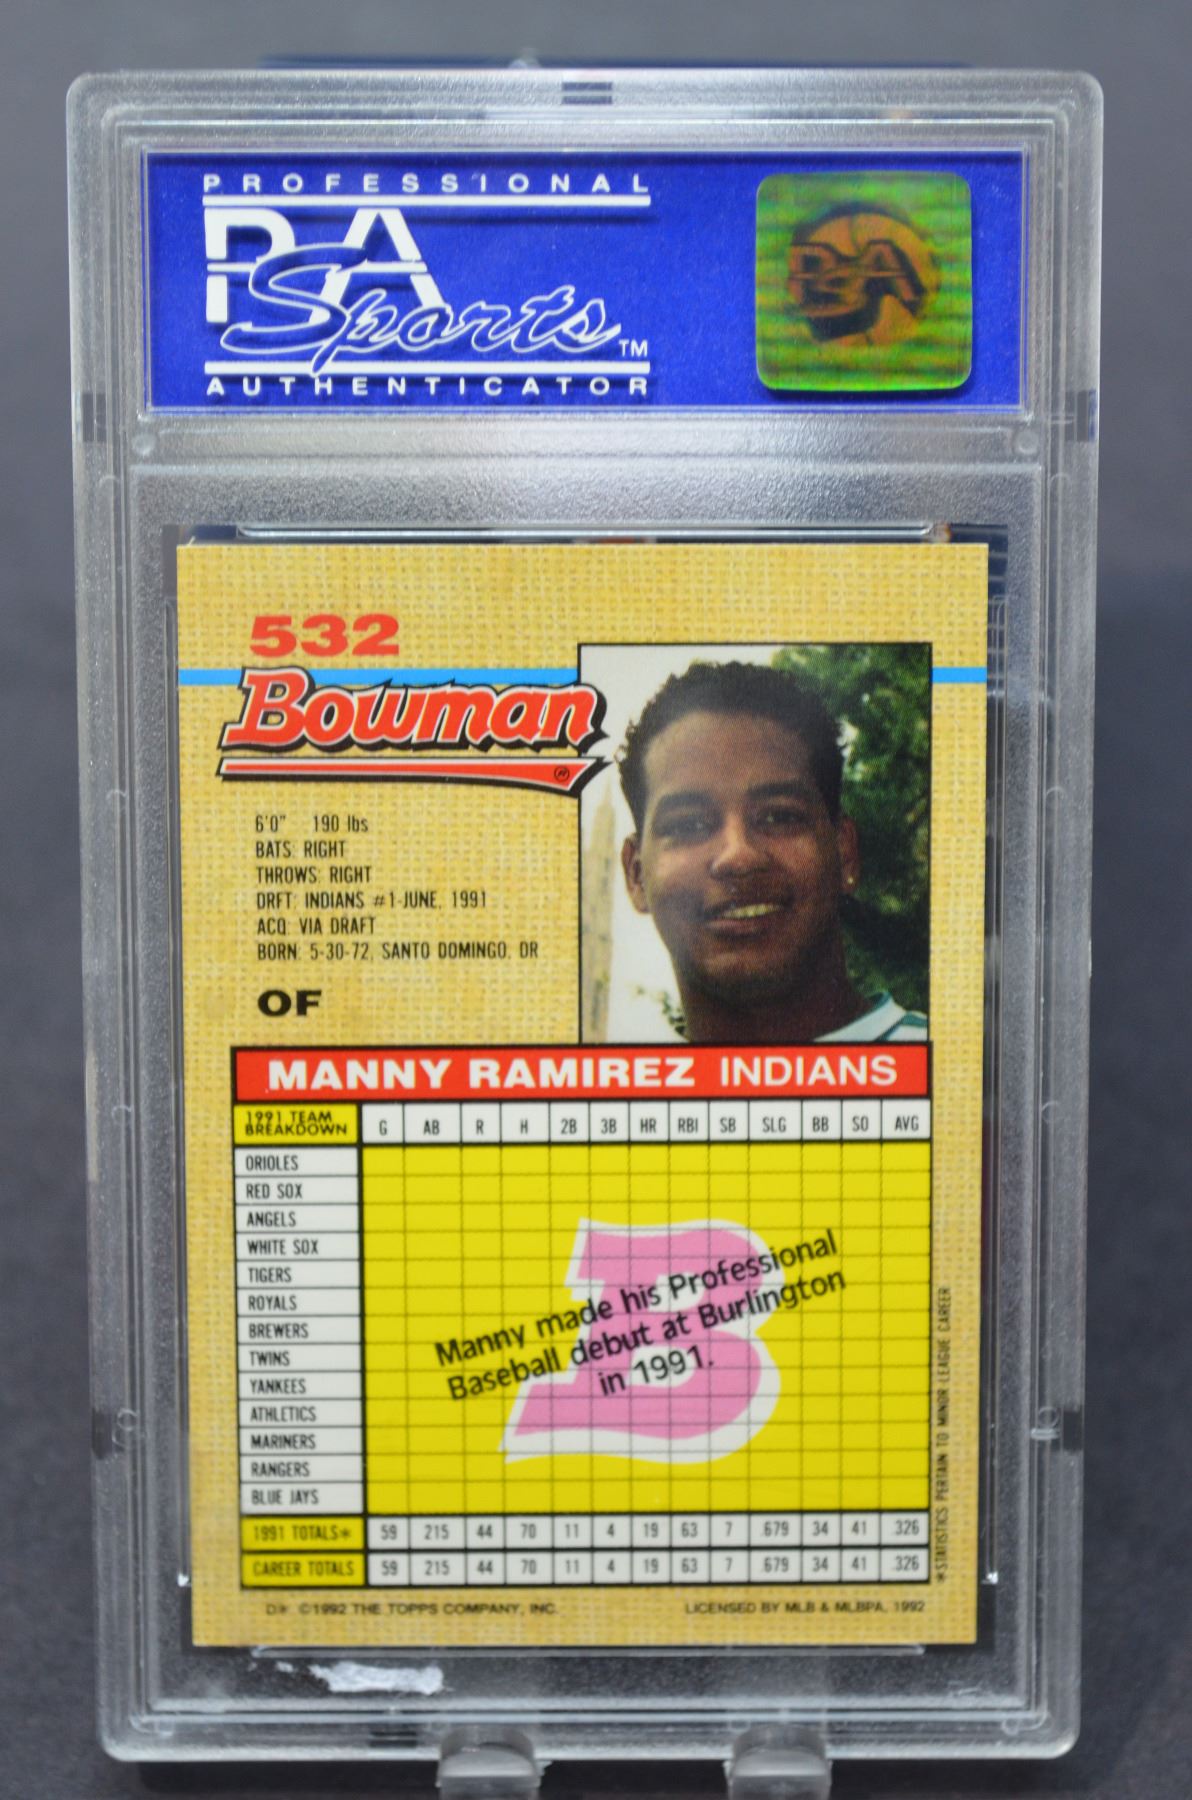 PROFESSIONAL
PSA
Sports™
AUTHENTICATOR
PSA
532
Bowman®
6'0" 190 lbs
BATS: RIGHT
THROWS: RIGHT
DRFT: INDIANS #1-JUNE, 1991
ACQ: VIA DRAFT
BORN: 5-30-72, SANTO DOMINGO, DR
OF
MANNY RAMIREZ INDIANS
1991 TEAM BREAKDOWN G AB R H 2B 3B HR RBI SB SLG BB SO AVG
ORIOLES
RED SOX
ANGELS
WHITE SOX
TIGERS
ROYALS
BREWERS
TWINS
YANKEES
ATHLETICS
MARINERS
RANGERS
BLUE JAYS
B
Manny made his Professional
Baseball debut at Burlington
in 1991.
1991 TOTALS* 59 215 44 70 11 4 19 63 7 .679 34 41 .326
CAREER TOTALS 59 215 44 70 11 4 19 63 7 .679 34 41 .326
*STATISTICS PERTAIN TO MINOR LEAGUE CAREER
D* ©1992 THE TOPPS COMPANY, INC. LICENSED BY MLB & MLBPA, 1992